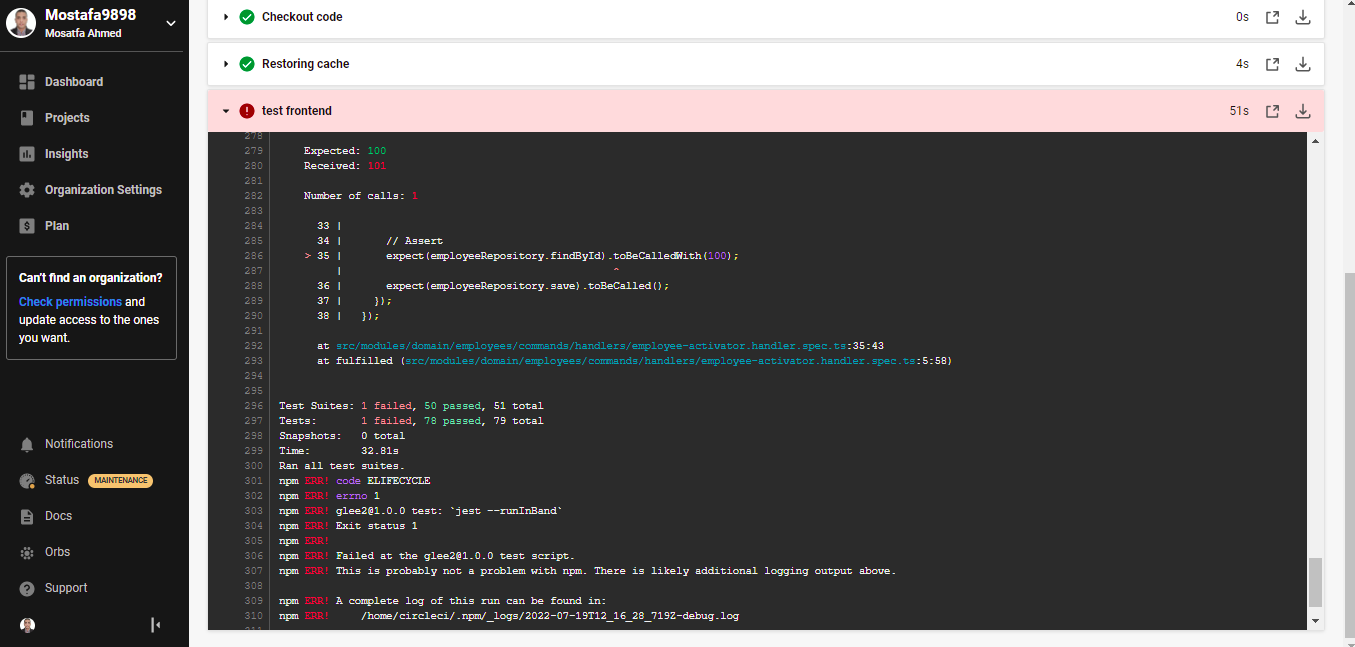 Mostafa9898
Mosatfa Ahmed
Dashboard
Projects
Insights
Organization Settings
Plan
Can't find an organization?
Check permissions and
update access to the ones
you want.
Notifications
Status MAINTENANCE
Docs
Orbs
Support
Checkout code 0s
Restoring cache 4s
test frontend 51s
278
279 Expected: 100
280 Received: 101
281
282 Number of calls: 1
283
284 33 |
285 34 | // Assert
286 > 35 | expect(employeeRepository.findById).toBeCalledWith(100);
287 | ^
288 36 | expect(employeeRepository.save).toBeCalled();
289 37 | });
290 38 | });
291
292 at src/modules/domain/employees/commands/handlers/employee-activator.handler.spec.ts:35:43
293 at fulfilled (src/modules/domain/employees/commands/handlers/employee-activator.handler.spec.ts:5:58)
294
295
296 Test Suites: 1 failed, 50 passed, 51 total
297 Tests: 1 failed, 78 passed, 79 total
298 Snapshots: 0 total
299 Time: 32.81s
300 Ran all test suites.
301 npm ERR! code ELIFECYCLE
302 npm ERR! errno 1
303 npm ERR! glee2@1.0.0 test: `jest --runInBand`
304 npm ERR! Exit status 1
305 npm ERR!
306 npm ERR! Failed at the glee2@1.0.0 test script.
307 npm ERR! This is probably not a problem with npm. There is likely additional logging output above.
308
309 npm ERR! A complete log of this run can be found in:
310 npm ERR! /home/circleci/.npm/_logs/2022-07-19T12_16_28_719Z-debug.log
311